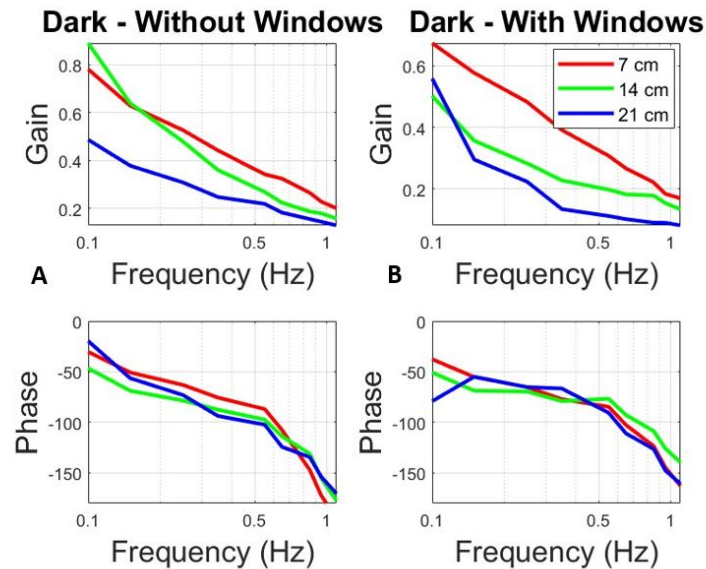 Dark - Without Windows
Dark - With Windows
0.8
0.6
0.4
0.2
Gain
0.1
0.5
1
Frequency (Hz)
A
0.6
0.4
0.2
Gain
7 cm
14 cm
21 cm
0.1
0.5
1
Frequency (Hz)
B
0
-50
-100
-150
Phase
0.1
0.5
1
Frequency (Hz)
0
-50
-100
-150
Phase
0.1
0.5
1
Frequency (Hz)